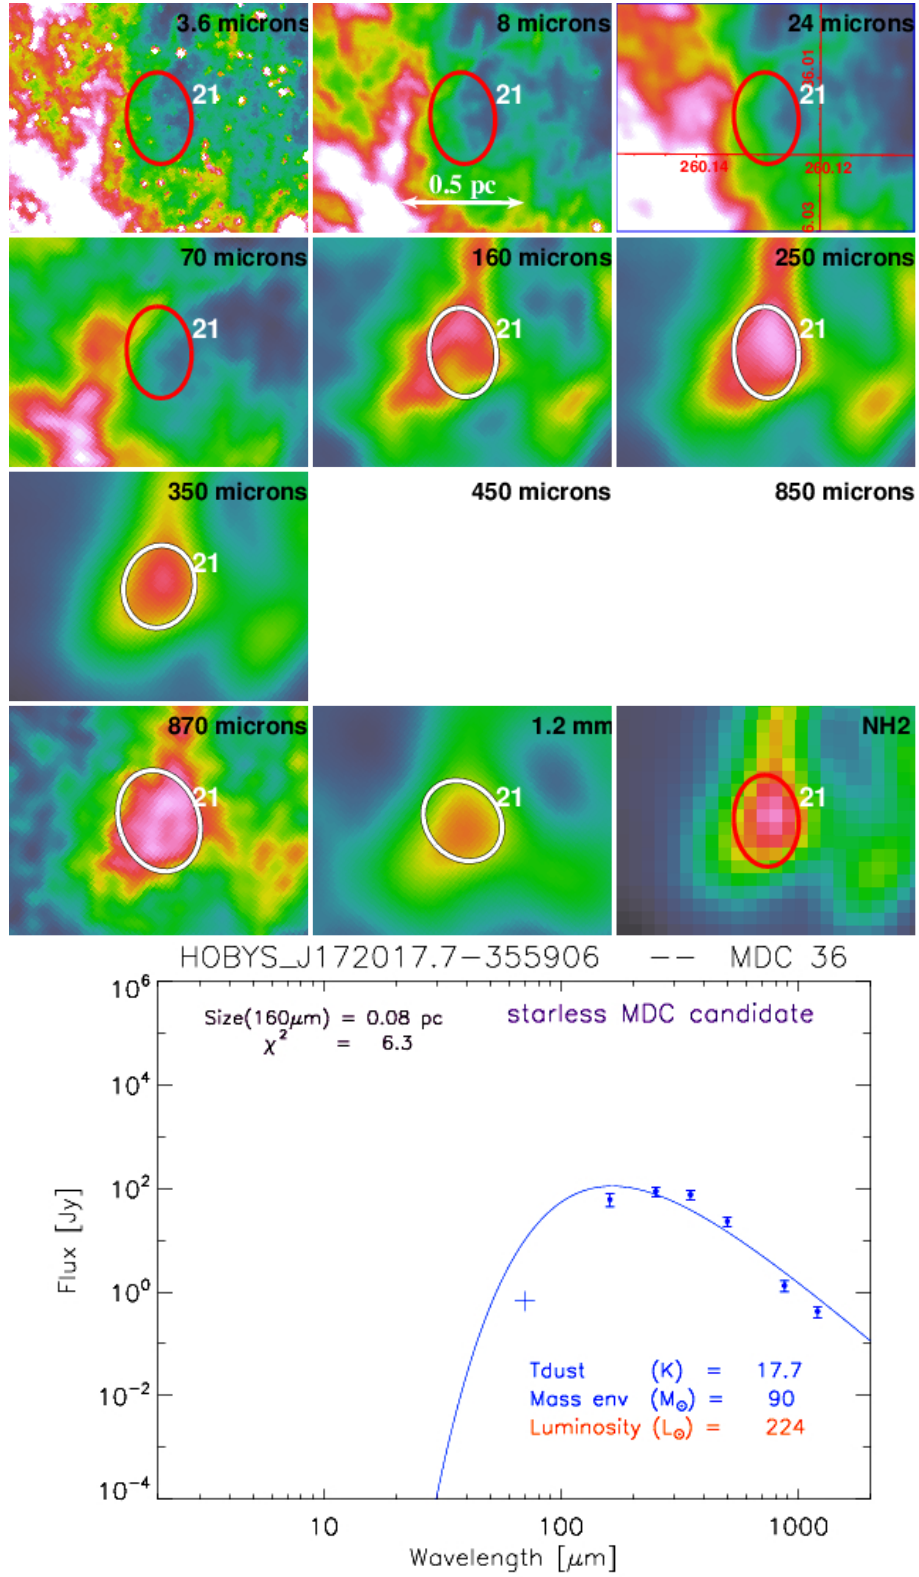 3.6 microns
21
8 microns
21
0.5 pc
24 microns
21
36.01
260.14
260.12
6.03
70 microns
21
160 microns
21
250 microns
21
350 microns
21
450 microns
850 microns
870 microns
21
1.2 mm
21
NH2
21
HOBYS_J172017.7-355906 -- MDC 36
Size(160μm) = 0.08 pc
χ² = 6.3
starless MDC candidate
10⁶
10⁴
10²
10⁰
10⁻²
10⁻⁴
Flux [Jy]
Tdust (K) = 17.7
Mass env (M⊙) = 90
Luminosity (L⊙) = 224
10
100
1000
Wavelength [μm]